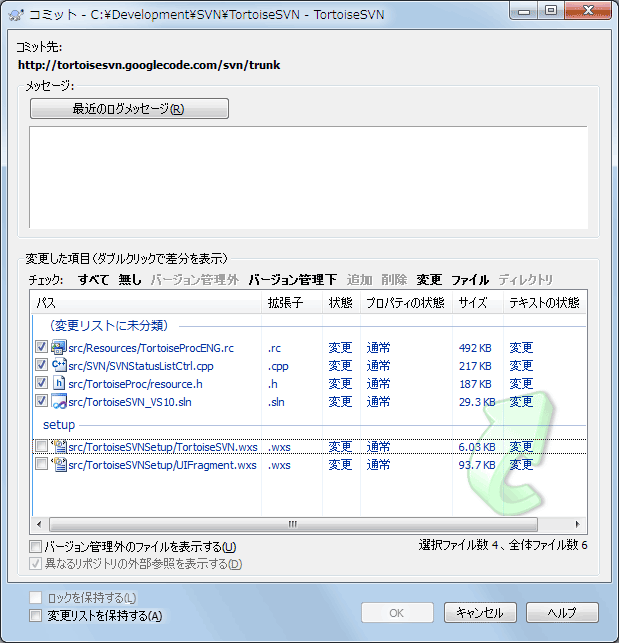 コミット - C:¥Development¥SVN¥TortoiseSVN - TortoiseSVN
コミット先:
http://tortoisesvn.googlecode.com/svn/trunk
メッセージ:
最近のログメッセージ(R)
変更した項目(ダブルクリックで差分を表示)
チェック: すべて 無し バージョン管理外 バージョン管理下 追加 削除 変更 ファイル ディレクトリ
パス 拡張子 状態 プロパティの状態 サイズ テキストの状態
(変更リストに未分類)
src/Resources/TortoiseProcENG.rc .rc 変更 通常 492 KB 変更
src/SVN/SVNStatusListCtrl.cpp .cpp 変更 通常 217 KB 変更
src/TortoiseProc/resource.h .h 変更 通常 187 KB 変更
src/TortoiseSVN_VS10.sln .sln 変更 通常 29.3 KB 変更
setup
src/TortoiseSVNSetup/TortoiseSVN.wxs .wxs 変更 通常 6.03 KB 変更
src/TortoiseSVNSetup/UIFragment.wxs .wxs 変更 通常 93.7 KB 変更
バージョン管理外のファイルを表示する(U) 選択ファイル数 4 、全体ファイル数 6
異なるリポジトリの外部参照を表示する(D)
ロックを保持する(L)
変更リストを保持する(A)
OK キャンセル ヘルプ